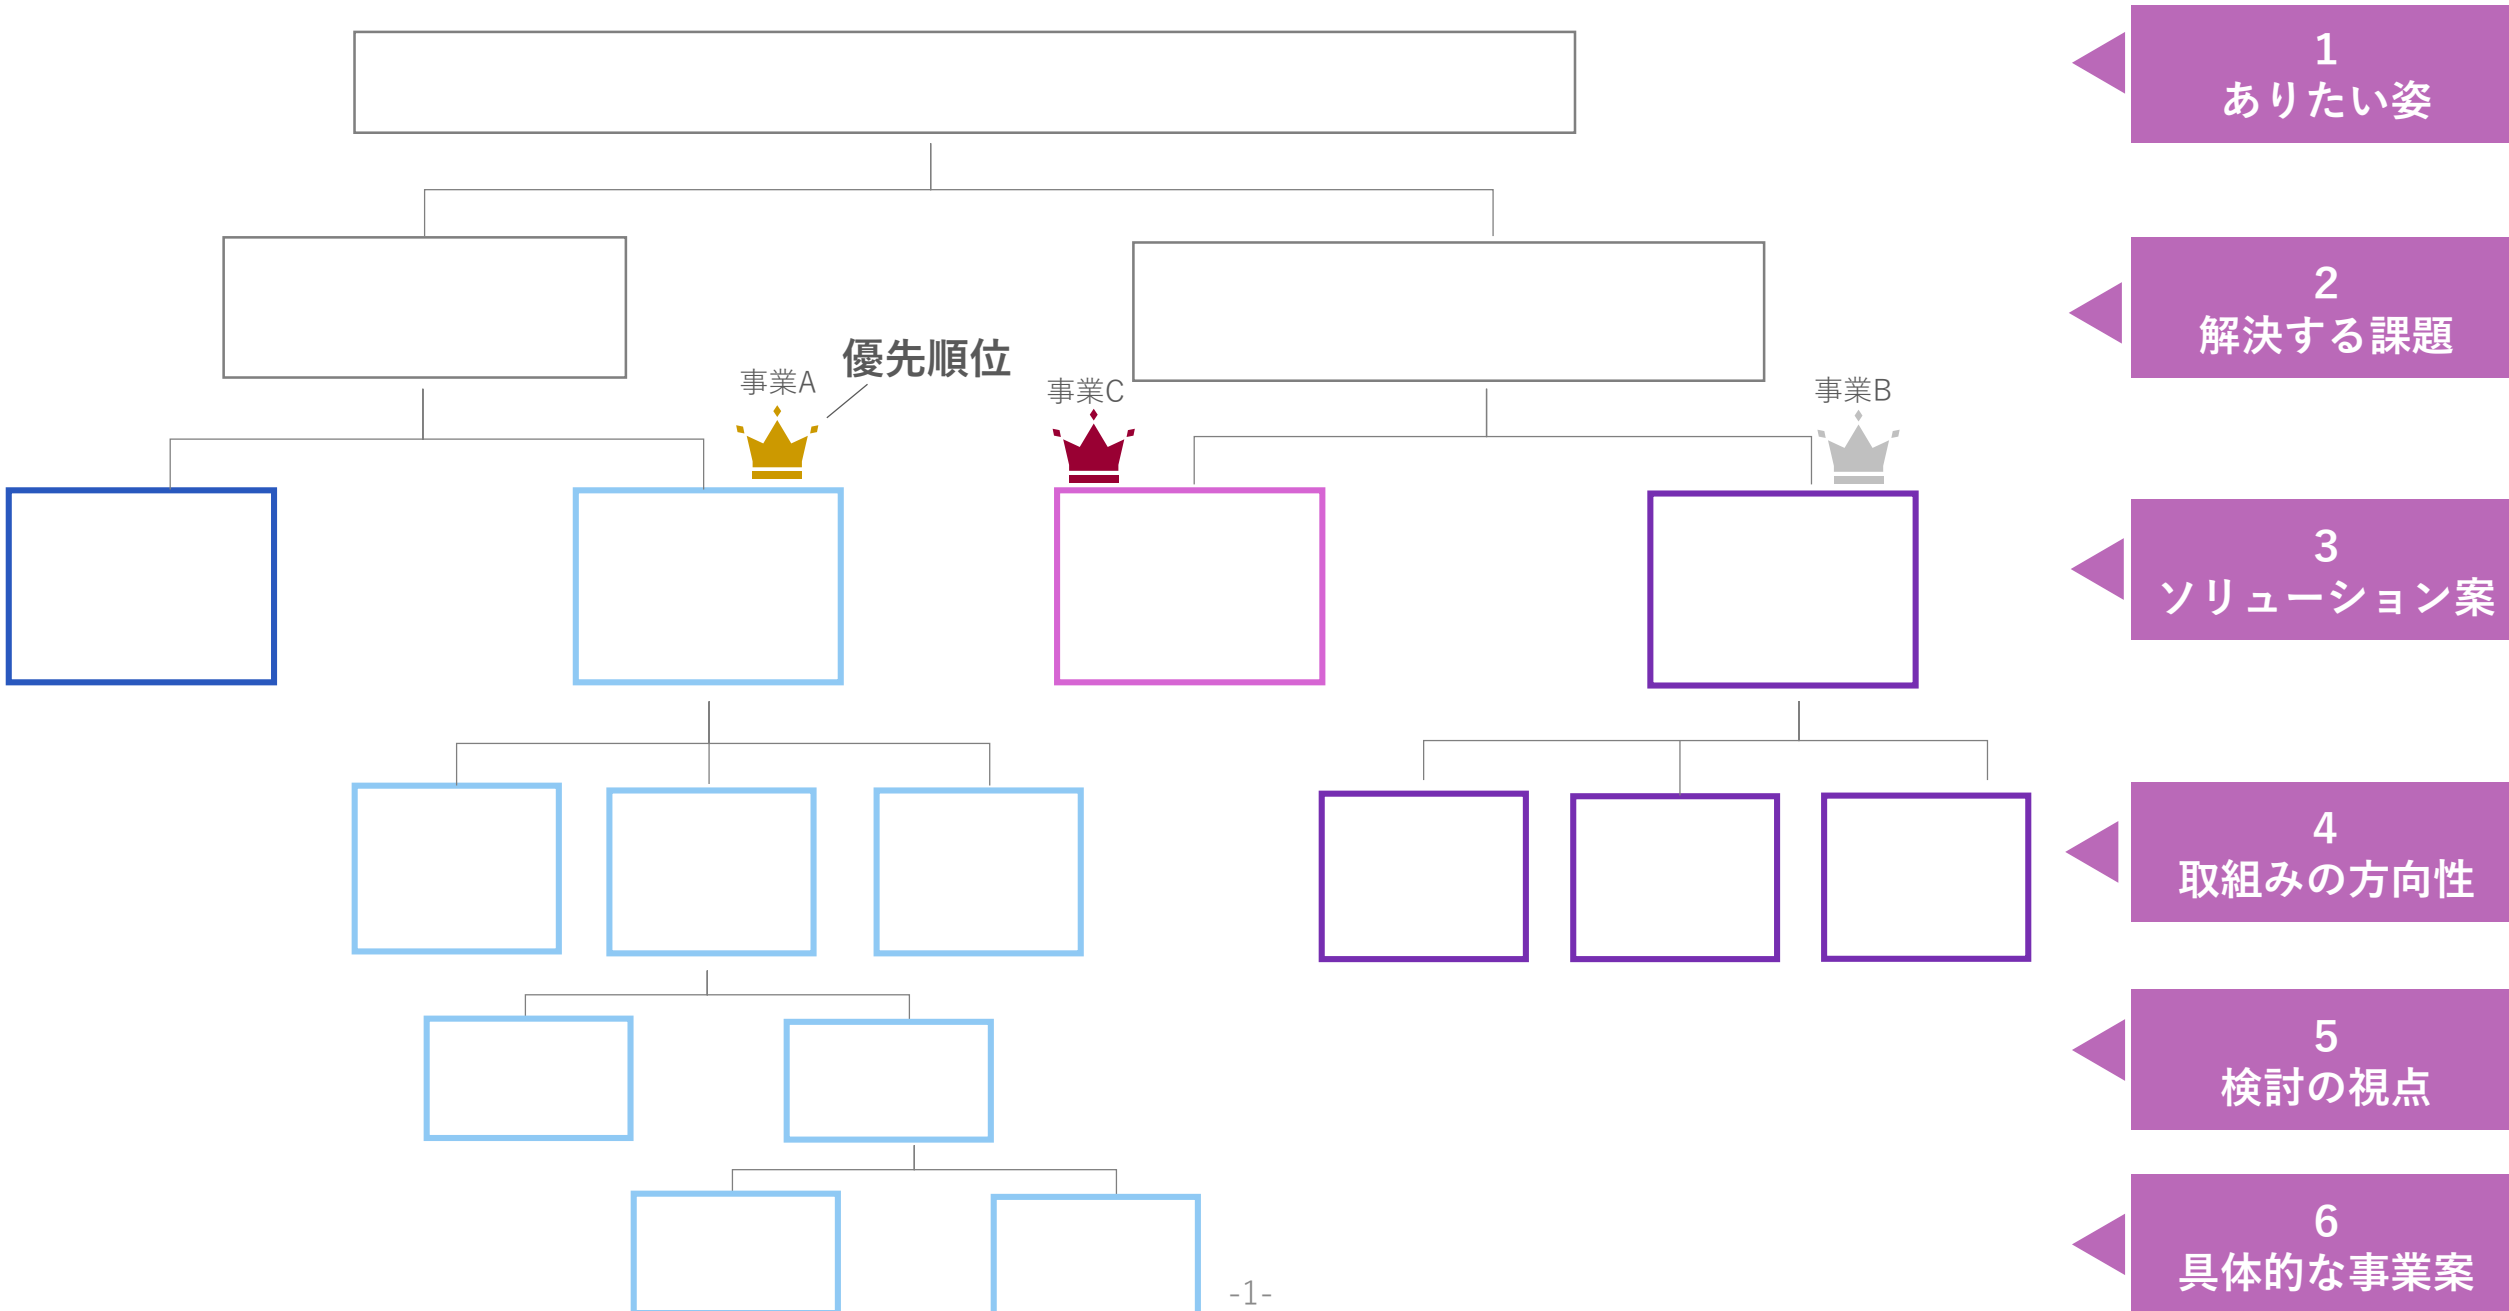 1
ありたい姿
2
解決する課題
優先順位
事業A
事業C
事業B
3
ソリューション案
4
取組みの方向性
5
検討の視点
6
具体的な事業案
-1-